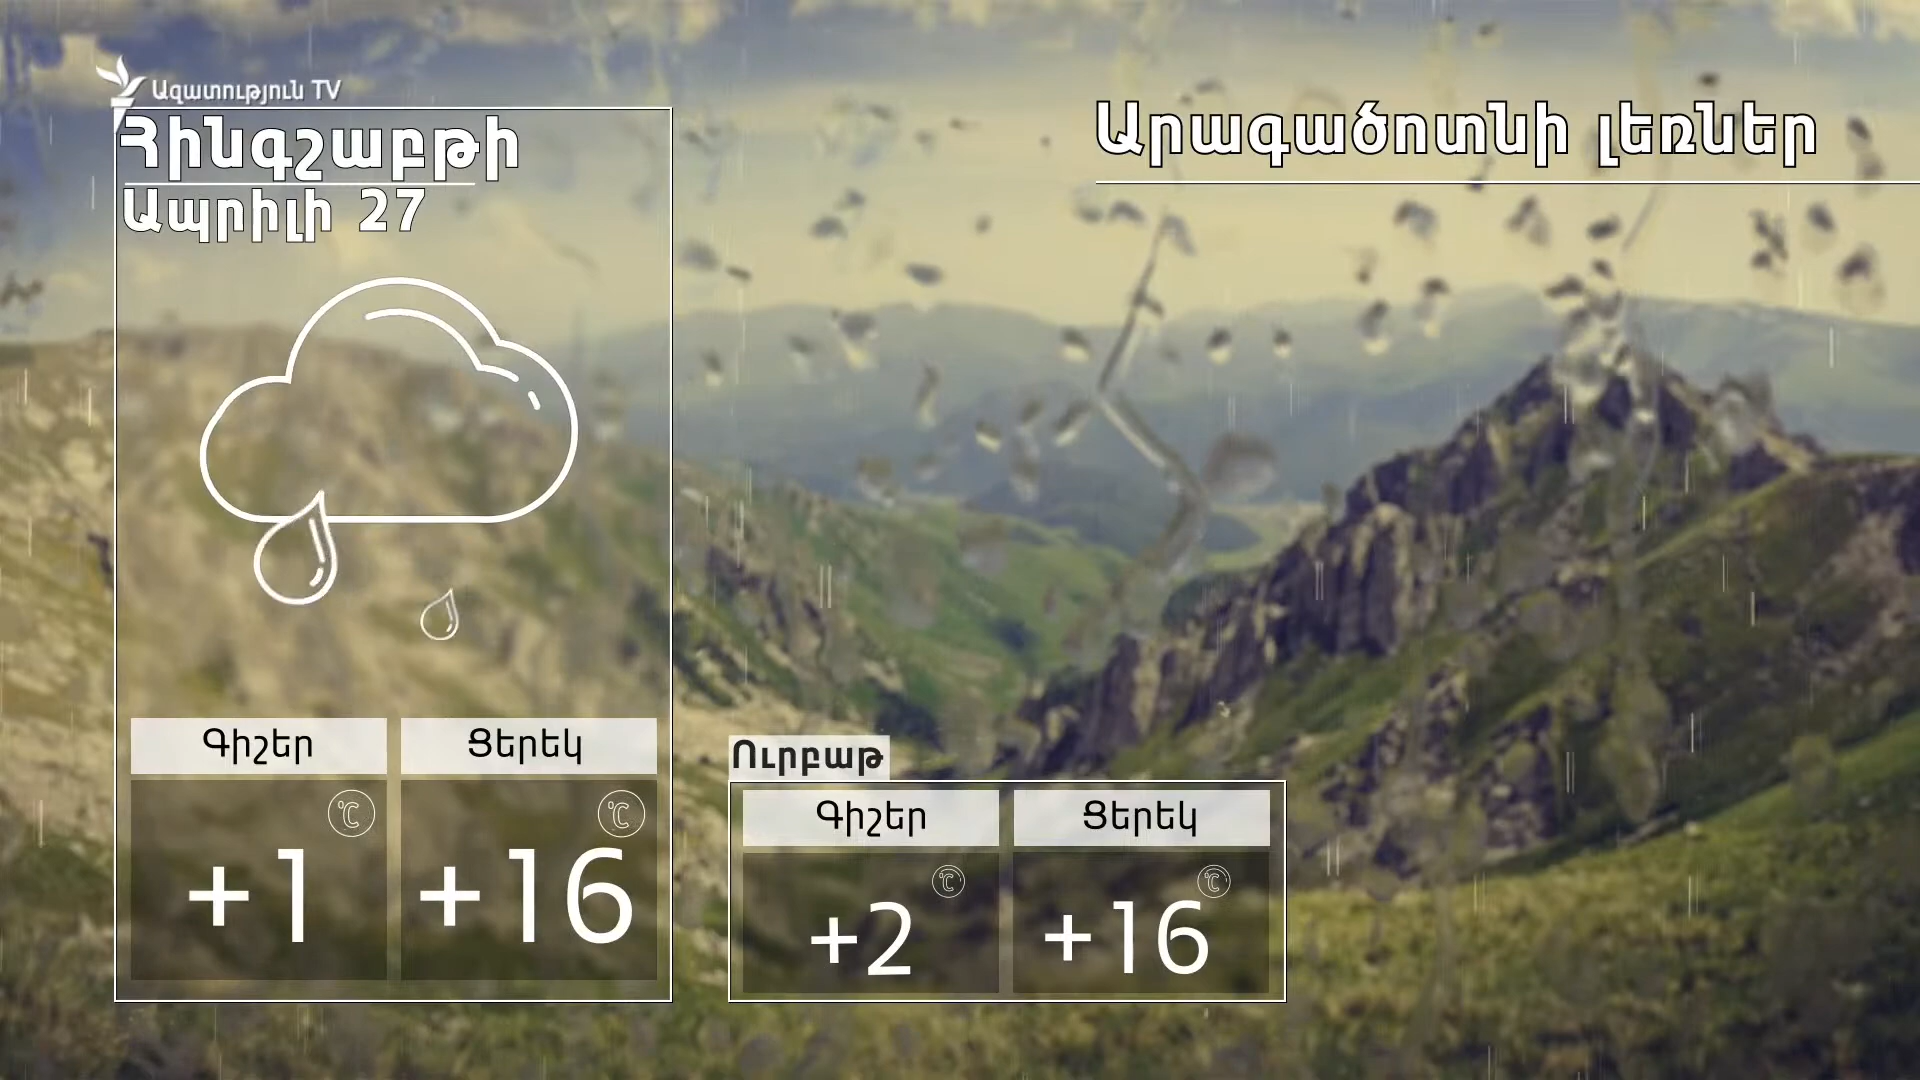 Ազատություն TV
Հինգշաբթի
Ապրիլի 27
Արագածոտնի լեռներ
Գիշեր Ցերեկ
℃ ℃
+1 +16
Ուրբաթ
Գիշեր Ցերեկ
℃ ℃
+2 +16